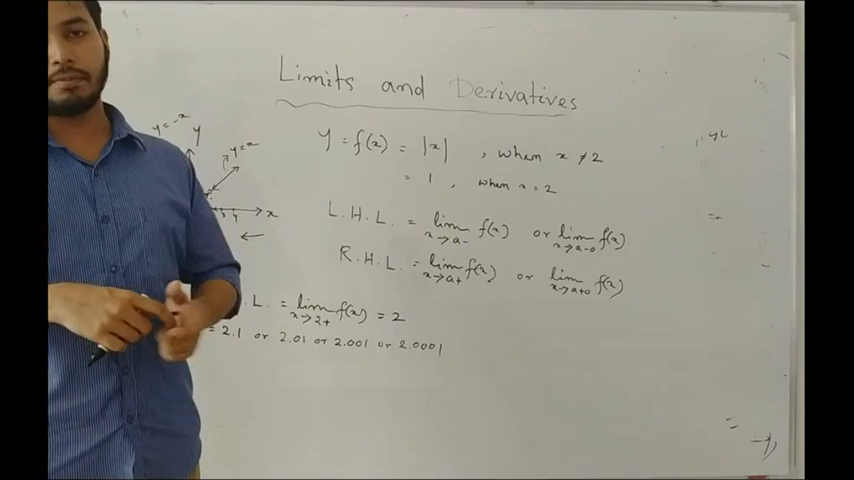 Limits and Derivatives
y = -x
y
y = x
x
y = f(x) = |x| , when x ≠ 2
= 1 , when x = 2
L.H.L. = lim x→a- f(x) or lim x→a-0 f(x)
R.H.L. = lim x→a+ f(x) or lim x→a+0 f(x)
.L. = lim x→2+ f(x) = 2
= 2.1 or 2.01 or 2.001 or 2.0001